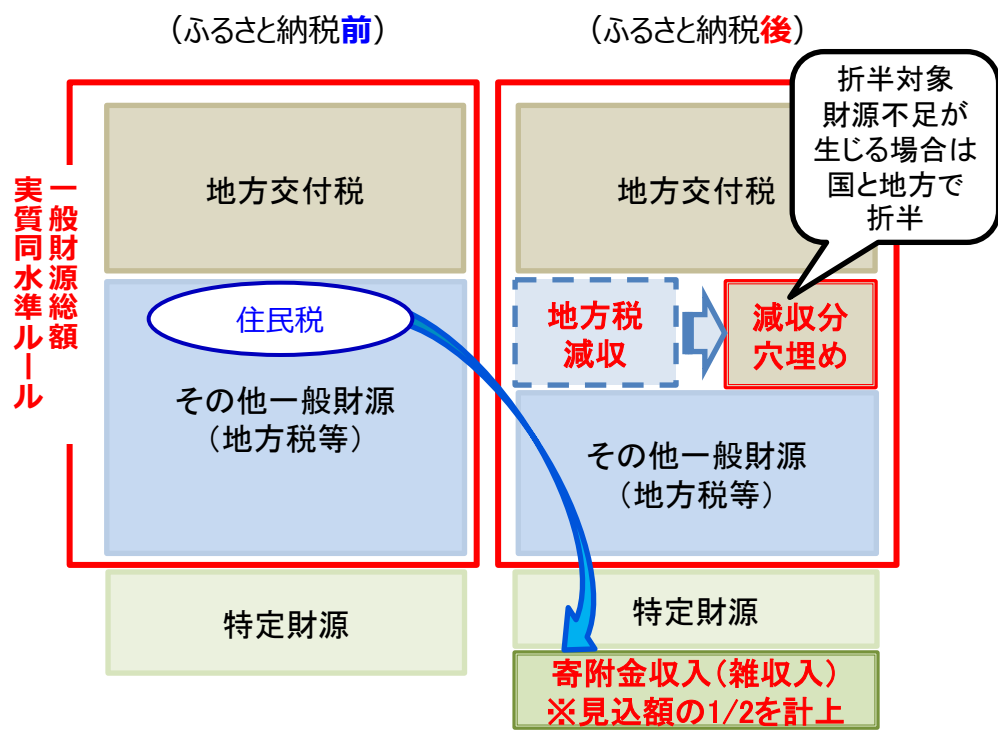 （ふるさと納税前）
（ふるさと納税後）
一般財源総額
実質同水準ルール
地方交付税
住民税
その他一般財源
（地方税等）
特定財源
地方交付税
折半対象
財源不足が
生じる場合は
国と地方で
折半
地方税
減収
減収分
穴埋め
その他一般財源
（地方税等）
特定財源
寄附金収入（雑収入）
※見込額の1/2を計上